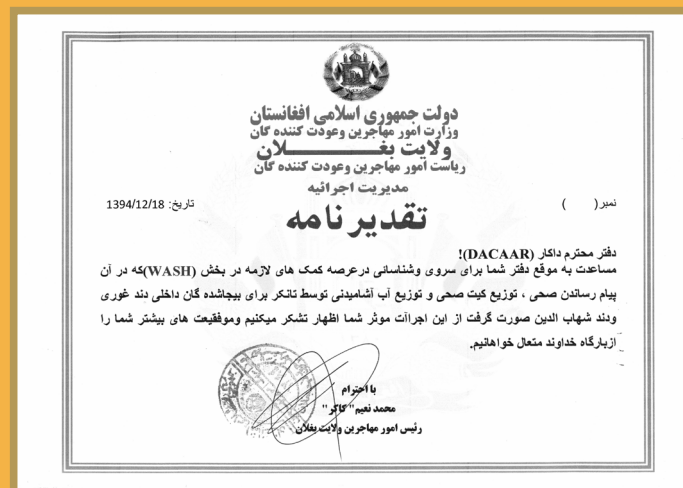 دولت جمهوری اسلامی افغانستان
وزارت امور مهاجرین وعودت کننده گان
ولایت بغـــــــــــلان
ریاست امور مهاجرین وعودت کننده گان
مدیریت اجرائیه
نمبر(       )
تاریخ: 1394/12/18
تقدیر نامه
دفتر محترم داکار (DACAAR)!
مساعدت به موقع دفتر شما برای سروی وشناسائی درعرصه کمک های لازمه در بخش (WASH)که در آن
پیام رساندن صحی ، توزیع کیت صحی و توزیع آب آشامیدنی توسط تانکر برای بیجاشده گان داخلی دند غوری
ودند شهاب الدین صورت گرفت از این اجراآت موثر شما اظهار تشکر میکنیم وموفقیعت های بیشتر شما را
ازبارگاه خداوند متعال خواهانیم.
با احترام
محمد نعیم" کاکر"
رئیس امور مهاجرین ولایت بغلان